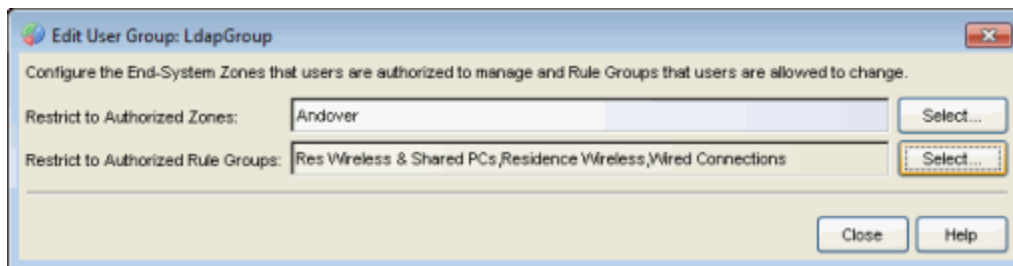 Edit User Group: LdapGroup
Configure the End-System Zones that users are authorized to manage and Rule Groups that users are allowed to change.
Restrict to Authorized Zones: Andover Select...
Restrict to Authorized Rule Groups: Res Wireless & Shared PCs,Residence Wireless,Wired Connections Select...
Close Help